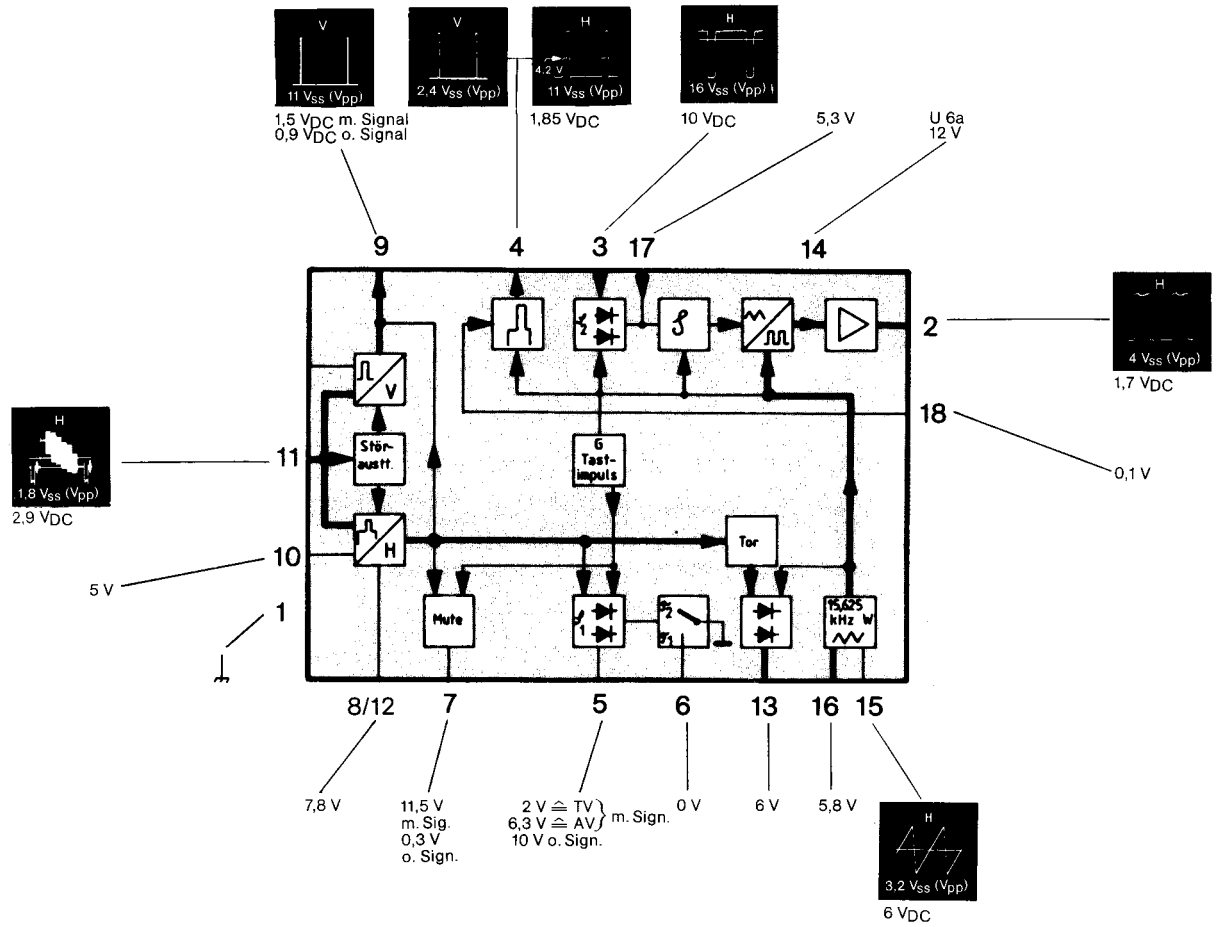 V
11 Vss (Vpp)
1,5 VDC m. Signal
0,9 VDC o. Signal
V
2,4 Vss (Vpp)
H
4,2 V
11 Vss (Vpp)
1,85 VDC
H
16 Vss (Vpp)
10 VDC
5,3 V
U 6a
12 V
9
4
3
17
14
2
H
4 Vss (Vpp)
1,7 VDC
V
18
0,1 V
H
1,8 Vss (Vpp)
2,9 VDC
11
Stör-
austt.
G
Tast-
impuls
H
Tor
10
5 V
1
Mute
1
2
τ2
τ1
15,625
kHz W
8/12
7
5
6
13
16
15
7,8 V
11,5 V
m. Sig.
0,3 V
o. Sign.
2 V ≙ TV
6,3 V ≙ AV
} m. Sign.
10 V o. Sign.
0 V
6 V
5,8 V
H
3,2 Vss (Vpp)
6 VDC